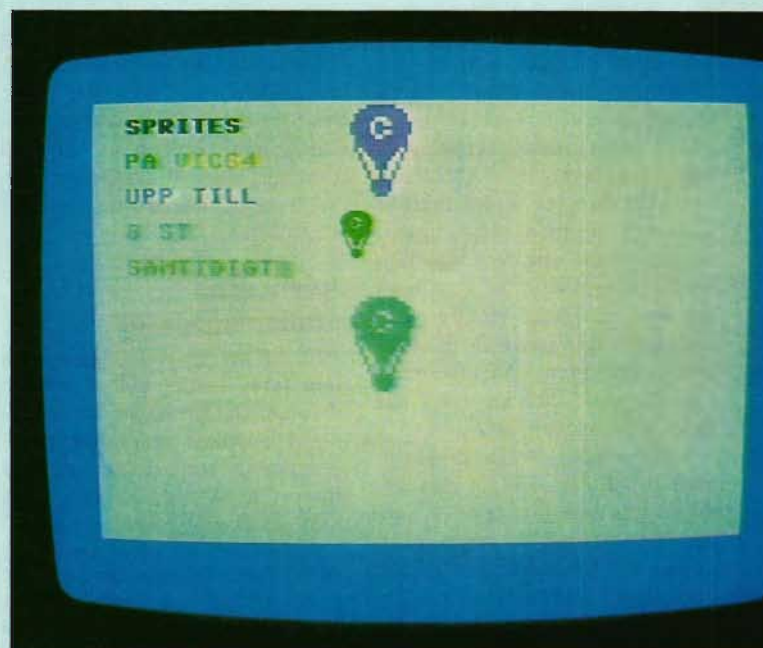 SPRITES
PA VIC64
UPP TILL
8 ST
SAMTIDIGT
C
C
C